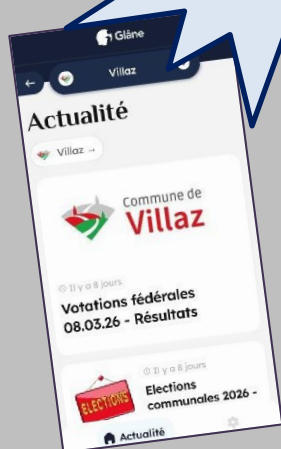 Glâne
Villaz
Actualité
Villaz →
Commune de
Villaz
Il y a 8 jours
Votations fédérales
08.03.26 - Résultats
Il y a 8 jours
ELECTIONS
Elections
communales 2026 -
Actualité